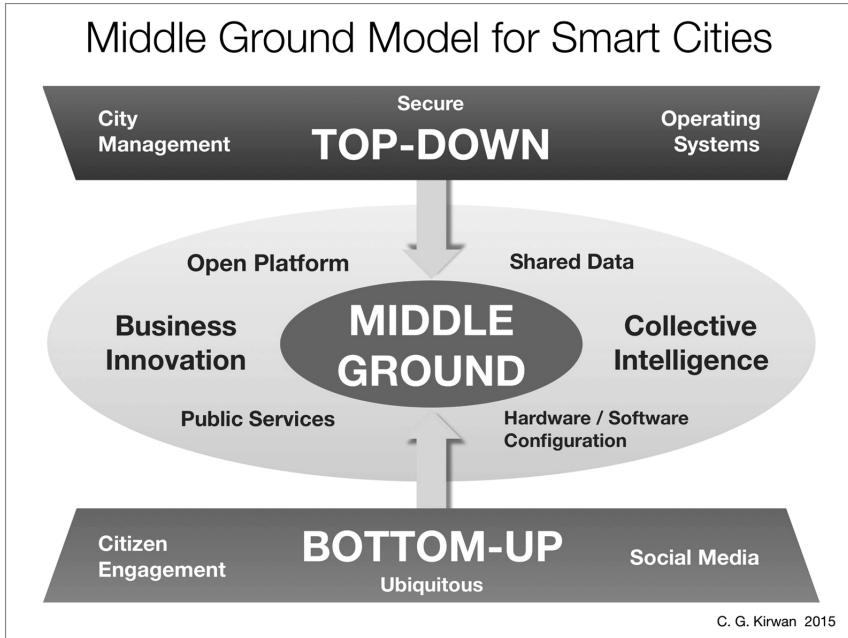 Middle Ground Model for Smart Cities
City
Management
Secure
TOP-DOWN
Operating
Systems
Open Platform
Shared Data
Business
Innovation
MIDDLE
GROUND
Collective
Intelligence
Public Services
Hardware / Software
Configuration
Citizen
Engagement
BOTTOM-UP
Ubiquitous
Social Media
C. G. Kirwan 2015